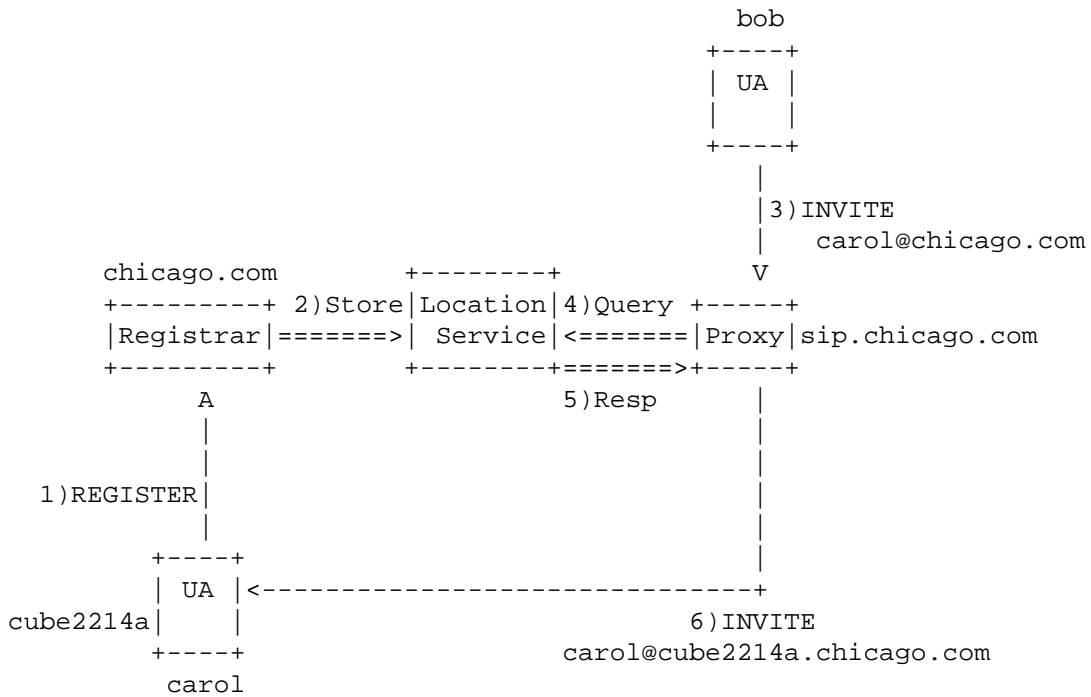 bob
+----+
| UA |
|    |
+----+
|
|3)INVITE
|   carol@chicago.com
chicago.com        +--------+            V
+---------+ 2)Store|Location|4)Query +-----+
|Registrar|=======>| Service|<=======|Proxy|sip.chicago.com
+---------+        +--------+=======>+-----+
A                      5)Resp      |
|                                  |
|                                  |
1)REGISTER|                                  |
|                                  |
+----+                                |
| UA |<-------------------------------+
cube2214a|    |                            6)INVITE
+----+                    carol@cube2214a.chicago.com
carol